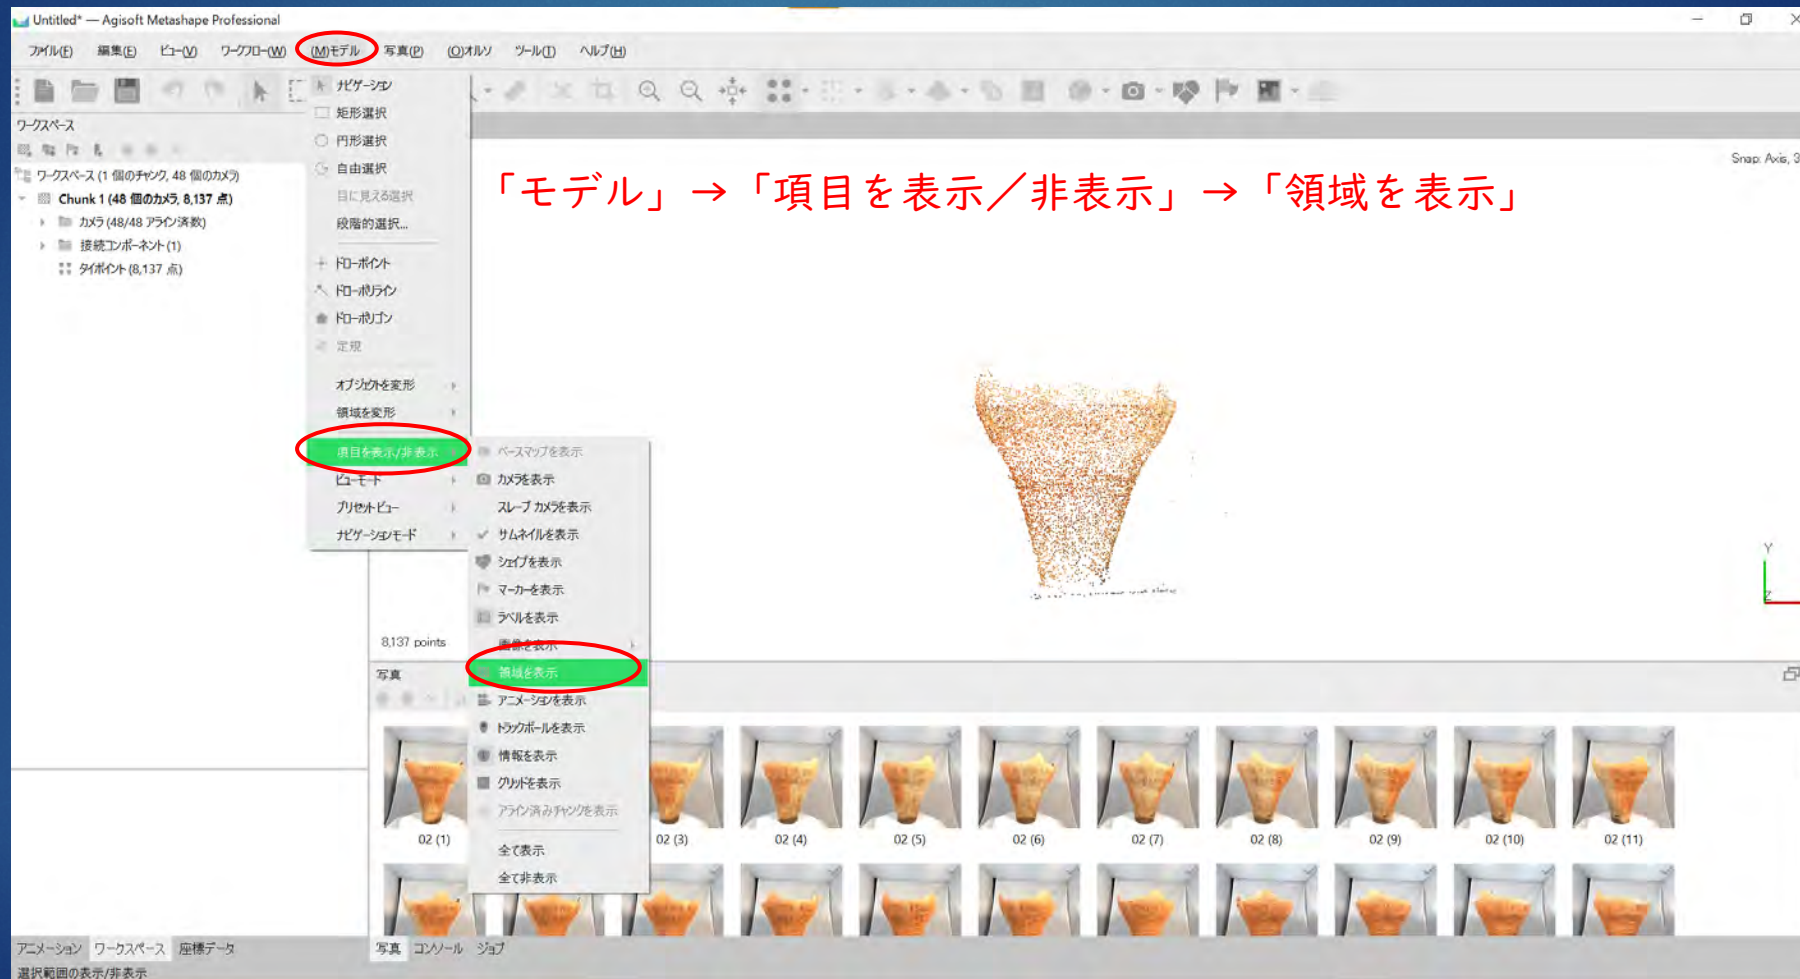 Untitled* — Agisoft Metashape Professional
ファイル(F) 編集(E) ビュー(V) ワークフロー(W) (M)モデル 写真(P) (O)オルソ ツール(T) ヘルプ(H)
ワークスペース
ワークスペース (1 個のチャンク, 48 個のカメラ)
Chunk 1 (48 個のカメラ, 8,137 点)
カメラ (48/48 アライン済数)
接続コンポーネント (1)
タイポイント (8,137 点)
ナビゲーション
矩形選択
円形選択
自由選択
目に見える選択
段階的選択...
ドローポイント
ドローポリライン
ドローポリゴン
定規
オブジェクトを変形
領域を変形
項目を表示/非表示
ビューモード
プリセットビュー
ナビゲーションモード
ベースマップを表示
カメラを表示
スレーブ カメラを表示
サムネイルを表示
シェイプを表示
マーカーを表示
ラベルを表示
画像を表示
領域を表示
アニメーションを表示
トラックボールを表示
情報を表示
グリッドを表示
アライン済みチャンクを表示
全て表示
全て非表示
「モデル」→「項目を表示／非表示」→「領域を表示」
Snap: Axis, 3
Y
Z
8,137 points
写真
02 (1) 02 (3) 02 (4) 02 (5) 02 (6) 02 (7) 02 (8) 02 (9) 02 (10) 02 (11)
アニメーション ワークスペース 座標データ
写真 コンソール ジョブ
選択範囲の表示/非表示